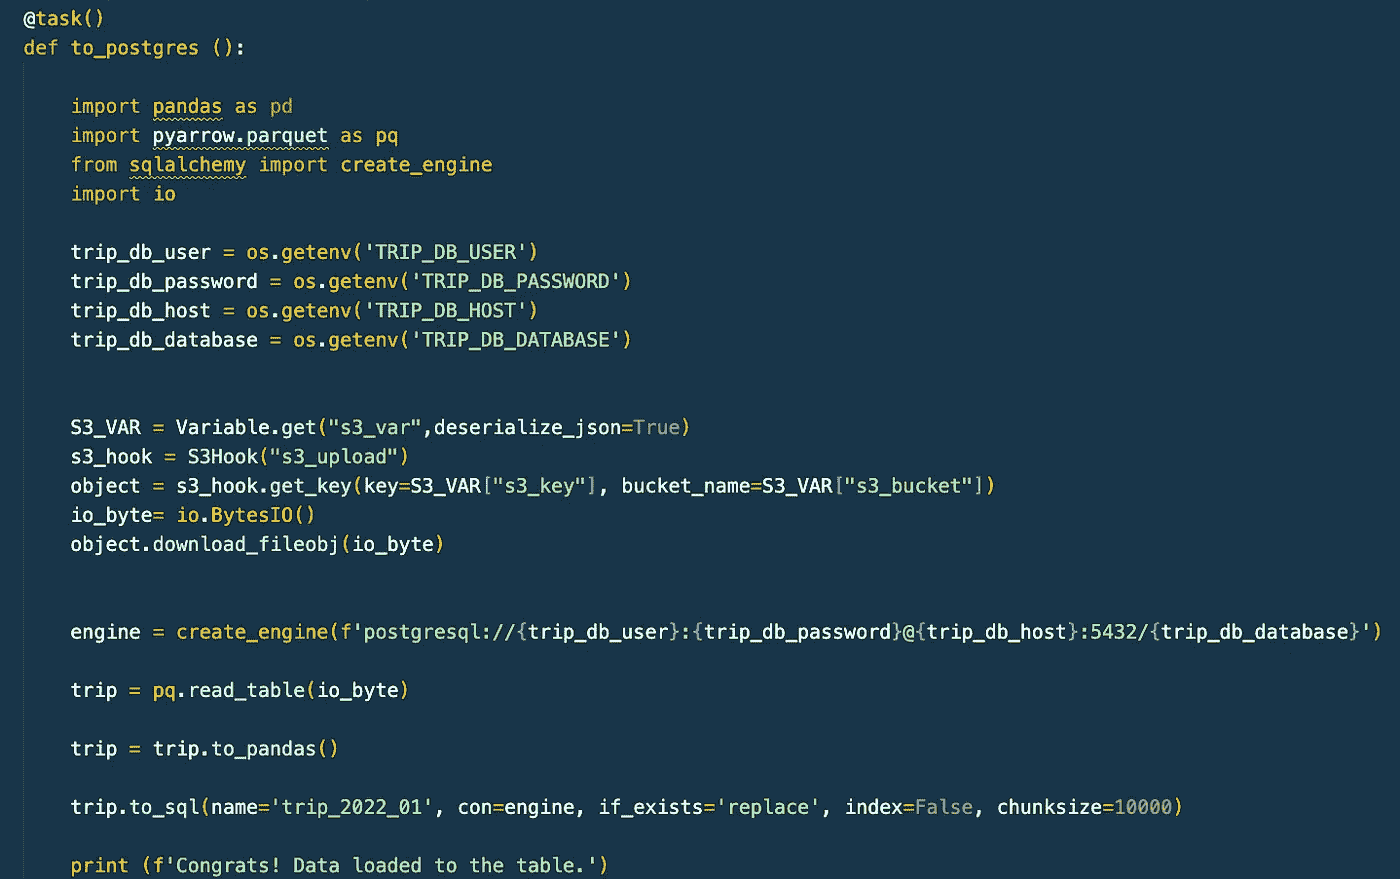 @task()
def to_postgres ():
import pandas as pd
import pyarrow.parquet as pq
from sqlalchemy import create_engine
import io
trip_db_user = os.getenv('TRIP_DB_USER')
trip_db_password = os.getenv('TRIP_DB_PASSWORD')
trip_db_host = os.getenv('TRIP_DB_HOST')
trip_db_database = os.getenv('TRIP_DB_DATABASE')
S3_VAR = Variable.get("s3_var",deserialize_json=True)
s3_hook = S3Hook("s3_upload")
object = s3_hook.get_key(key=S3_VAR["s3_key"], bucket_name=S3_VAR["s3_bucket"])
io_byte= io.BytesIO()
object.download_fileobj(io_byte)
engine = create_engine(f'postgresql://{trip_db_user}:{trip_db_password}@{trip_db_host}:5432/{trip_db_database}')
trip = pq.read_table(io_byte)
trip = trip.to_pandas()
trip.to_sql(name='trip_2022_01', con=engine, if_exists='replace', index=False, chunksize=10000)
print (f'Congrats! Data loaded to the table.')